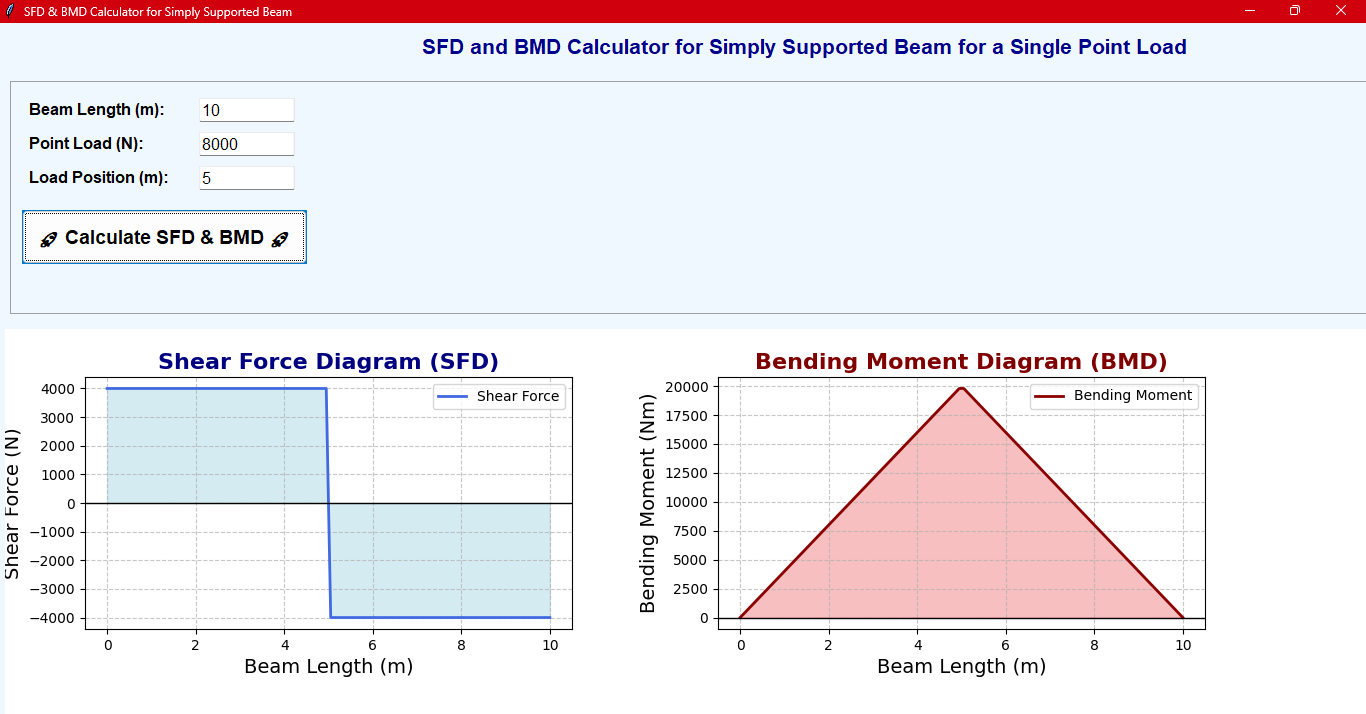 SFD & BMD Calculator for Simply Supported Beam
SFD and BMD Calculator for Simply Supported Beam for a Single Point Load
Beam Length (m): 10
Point Load (N): 8000
Load Position (m): 5
🚀 Calculate SFD & BMD 🚀
Shear Force Diagram (SFD)
Shear Force
Shear Force (N)
4000
3000
2000
1000
0
−1000
−2000
−3000
−4000
0 2 4 6 8 10
Beam Length (m)
Bending Moment Diagram (BMD)
Bending Moment
Bending Moment (Nm)
20000
17500
15000
12500
10000
7500
5000
2500
0
0 2 4 6 8 10
Beam Length (m)